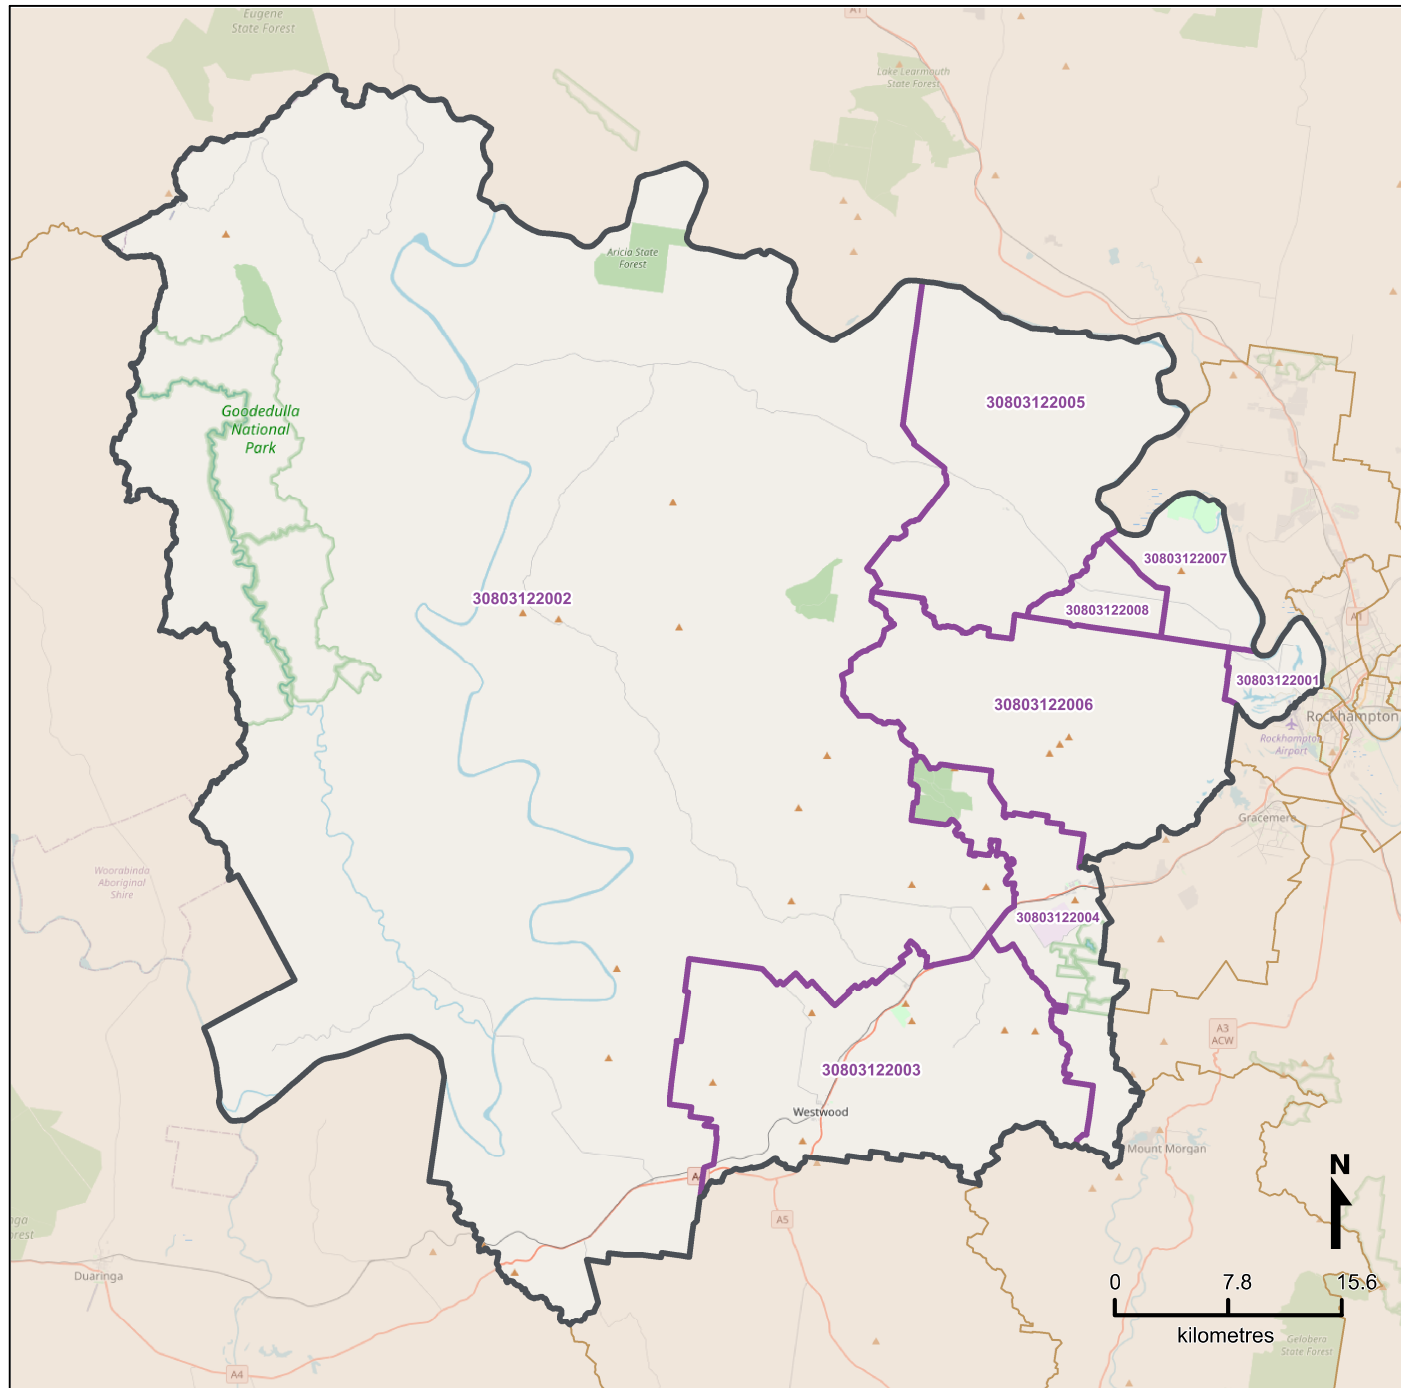 Eugene
State Forest
A1
Lake Learmouth
State Forest
Aricia State
Forest
30803122005
Goodedulla
National
Park
30803122007
30803122002
30803122008
A1
30803122001
30803122006
Rockhampton
Rockhampton
Airport
Gracemere
Woorabinda
Aboriginal
Shire
30803122004
A3
ACW
30803122003
Westwood
Mount Morgan
N
A5
Duaringa
0 7.8 15.6
kilometres
Gelobera
State Forest
A4